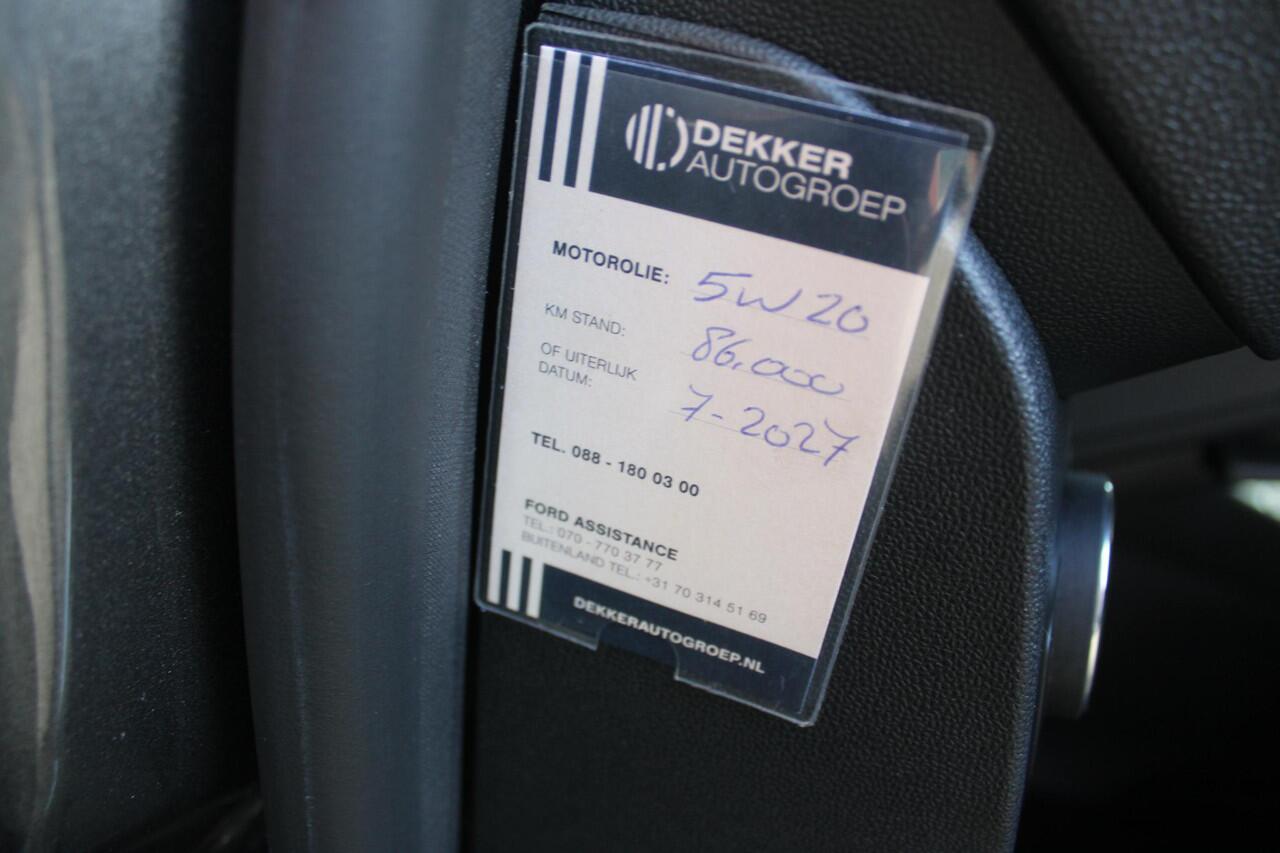 DEKKER
AUTOGROEP
MOTOROLIE: 5W20
KM STAND: 86.000
OF UITERLIJK
DATUM: 7-2027
TEL. 088 - 180 03 00
FORD ASSISTANCE
TEL.: 070 - 770 37 77
BUITENLAND TEL.: +31 70 314 51 69
DEKKERAUTOGROEP.NL